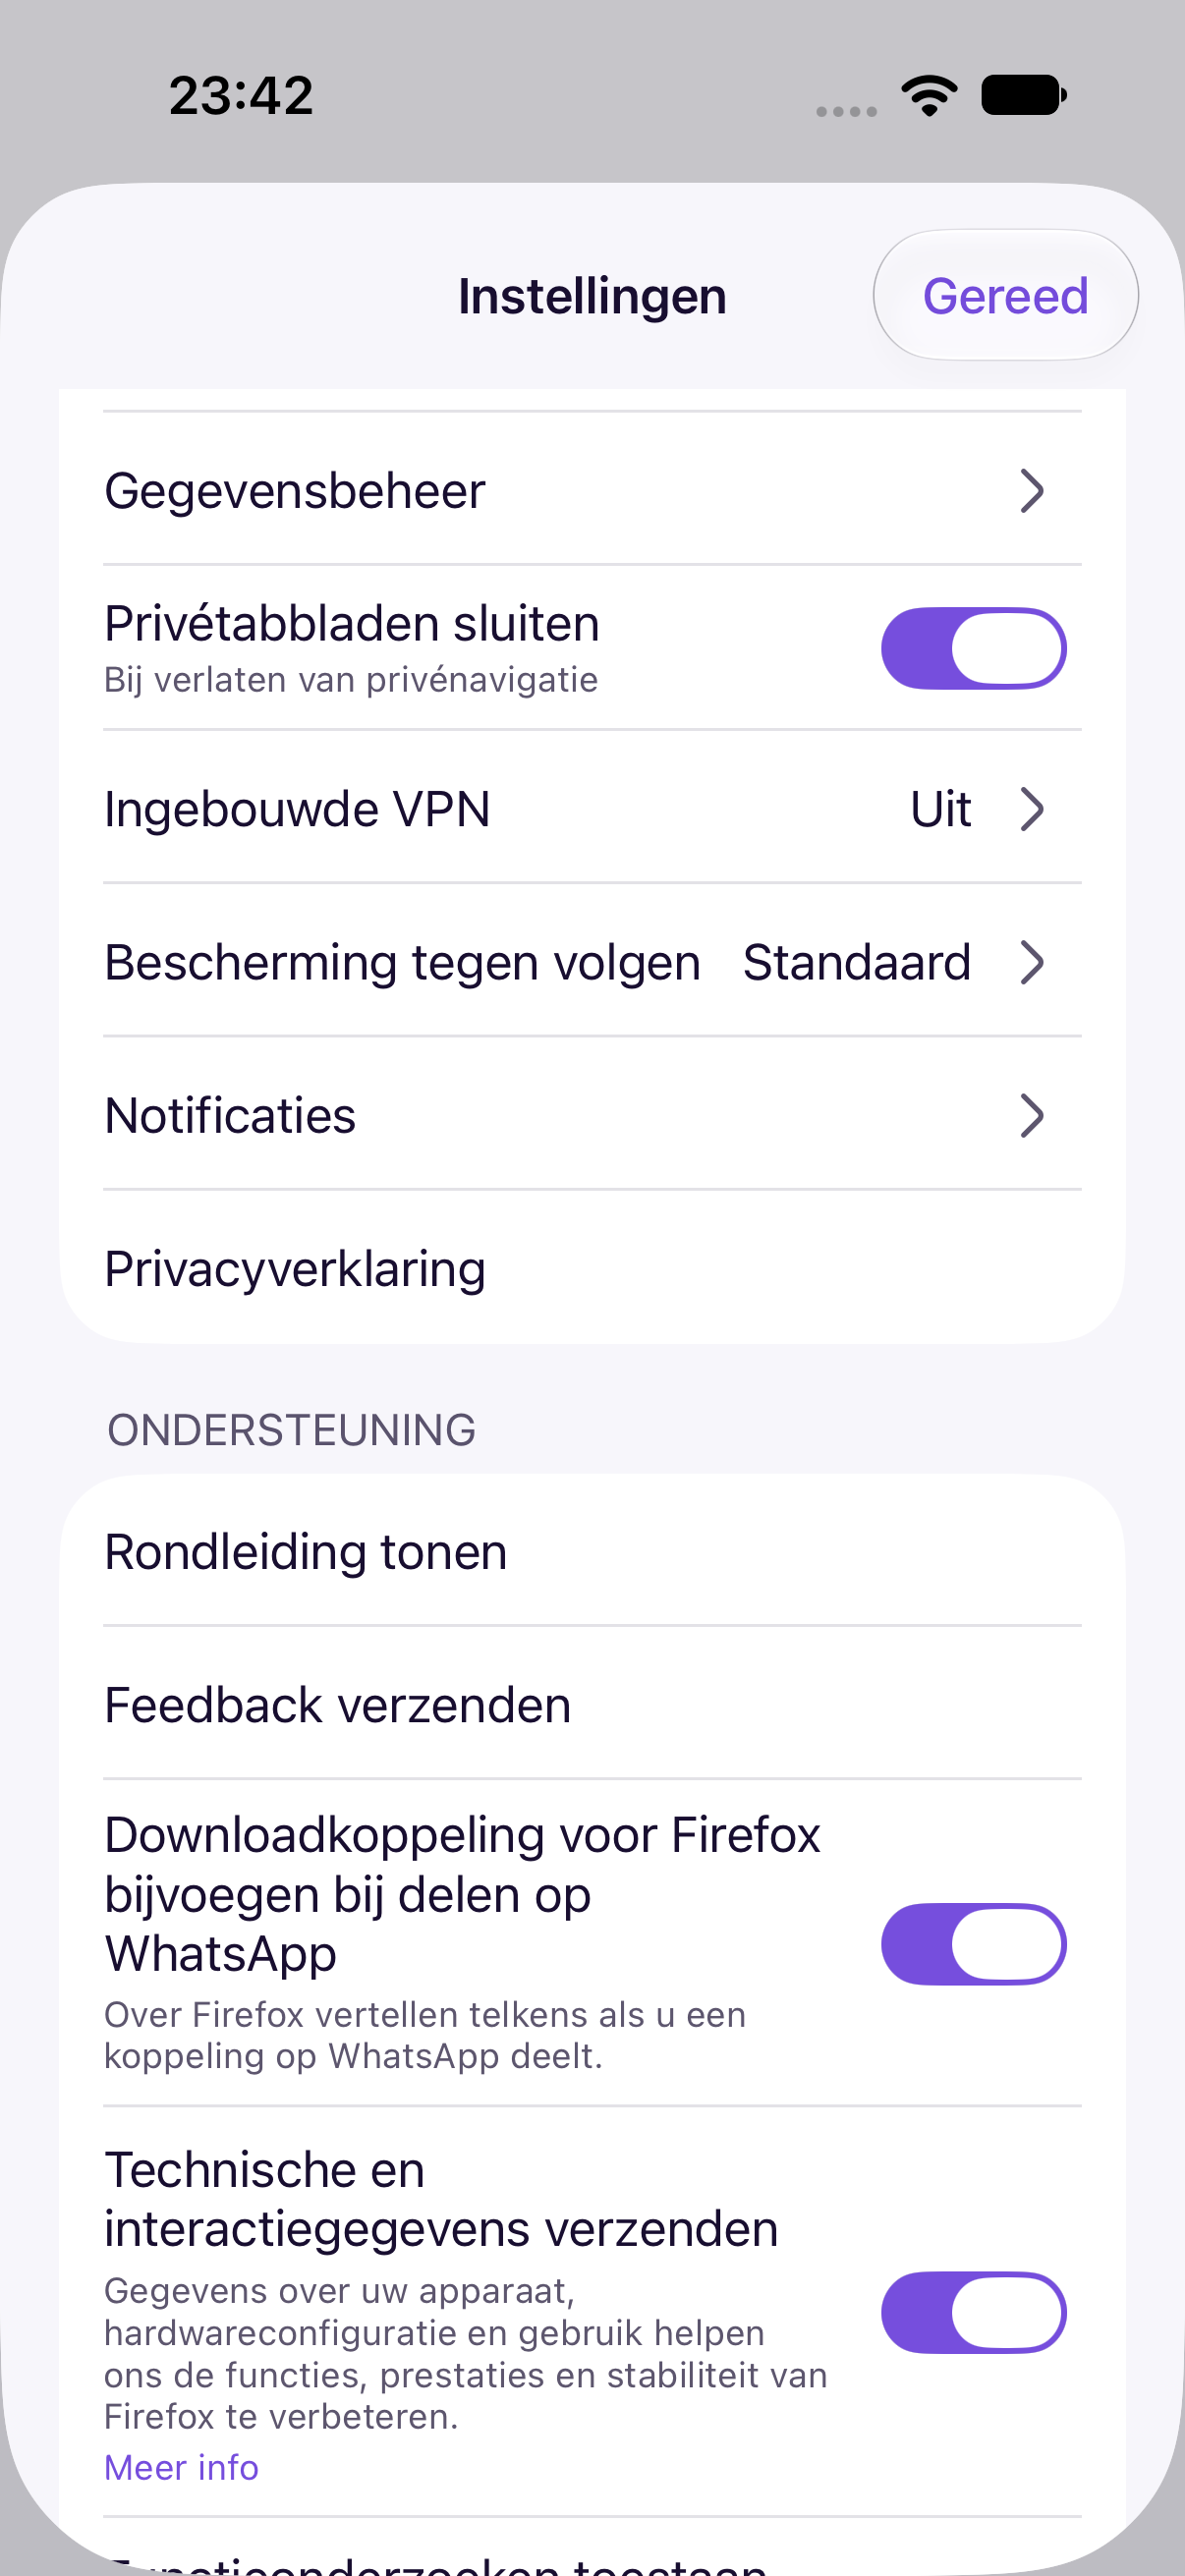 23:42
Instellingen
Gereed
Gegevensbeheer
Privétabbladen sluiten
Bij verlaten van privénavigatie
Ingebouwde VPN
Uit
Bescherming tegen volgen
Standaard
Notificaties
Privacyverklaring
ONDERSTEUNING
Rondleiding tonen
Feedback verzenden
Downloadkoppeling voor Firefox
bijvoegen bij delen op
WhatsApp
Over Firefox vertellen telkens als u een
koppeling op WhatsApp deelt.
Technische en
interactiegegevens verzenden
Gegevens over uw apparaat,
hardwareconfiguratie en gebruik helpen
ons de functies, prestaties en stabiliteit van
Firefox te verbeteren.
Meer info
Functieonderzoeken toestaan